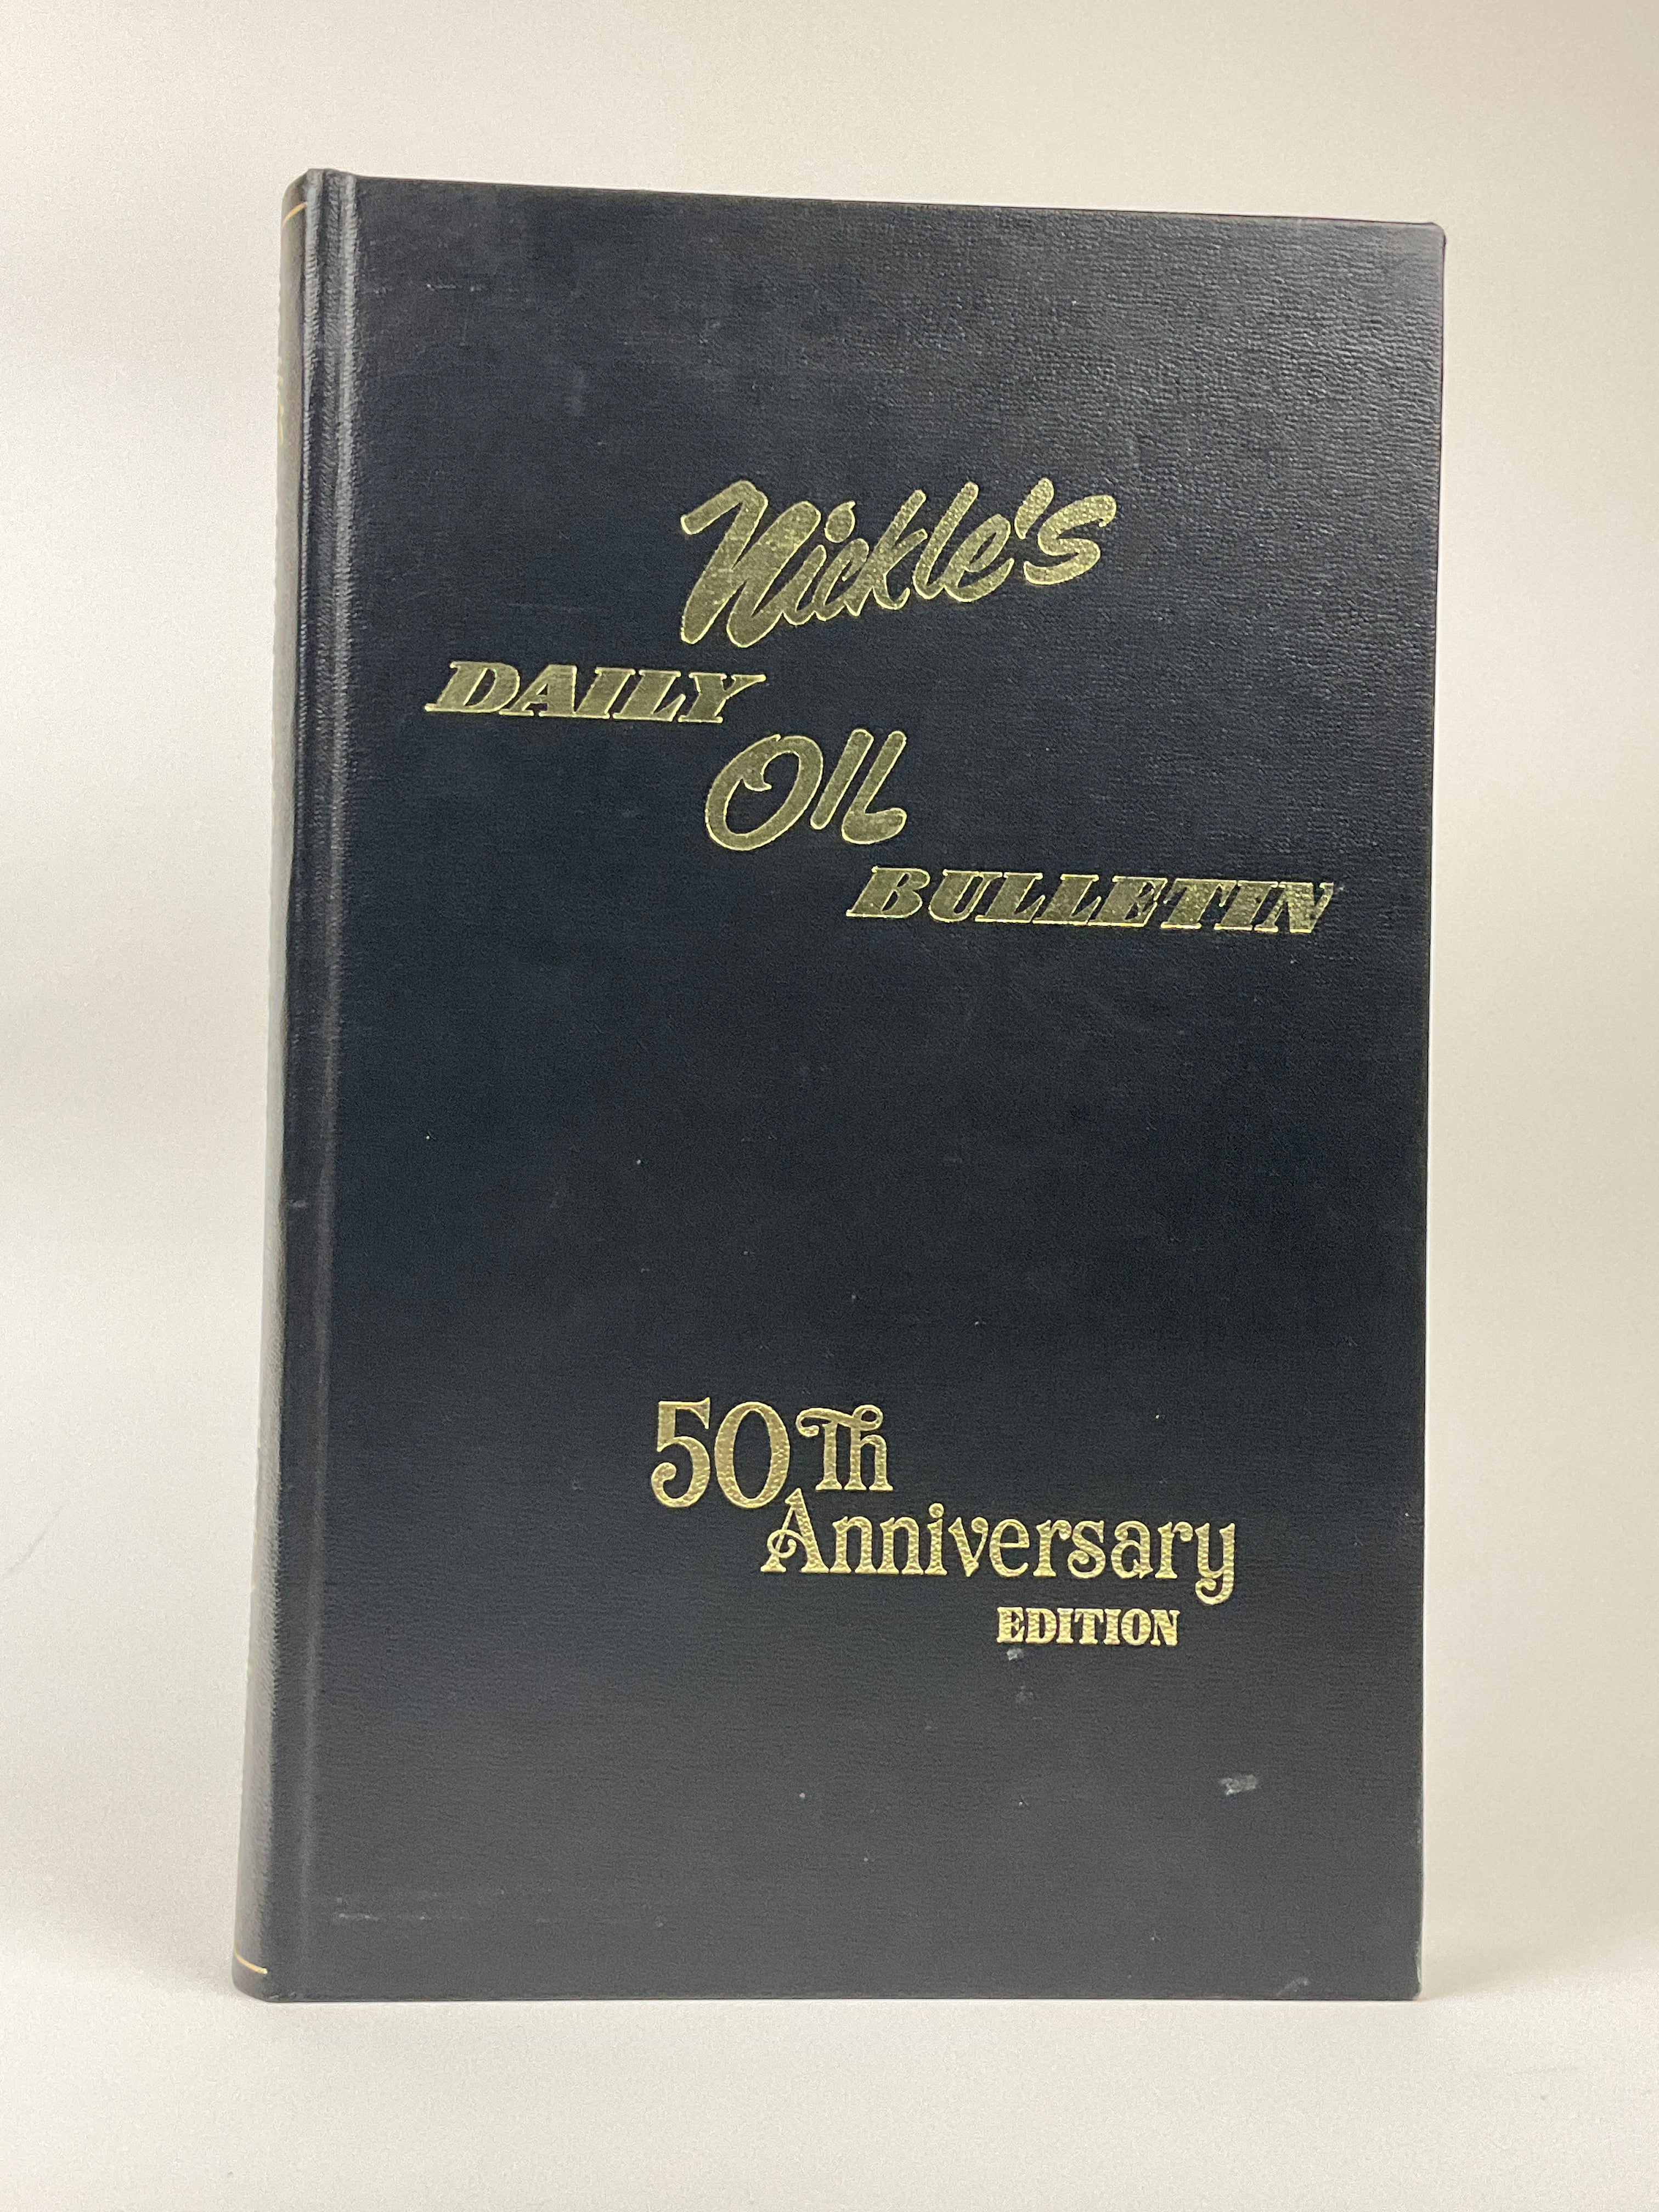 Nickle's
DAILY
OIL
BULLETIN
50Th
Anniversary
EDITION